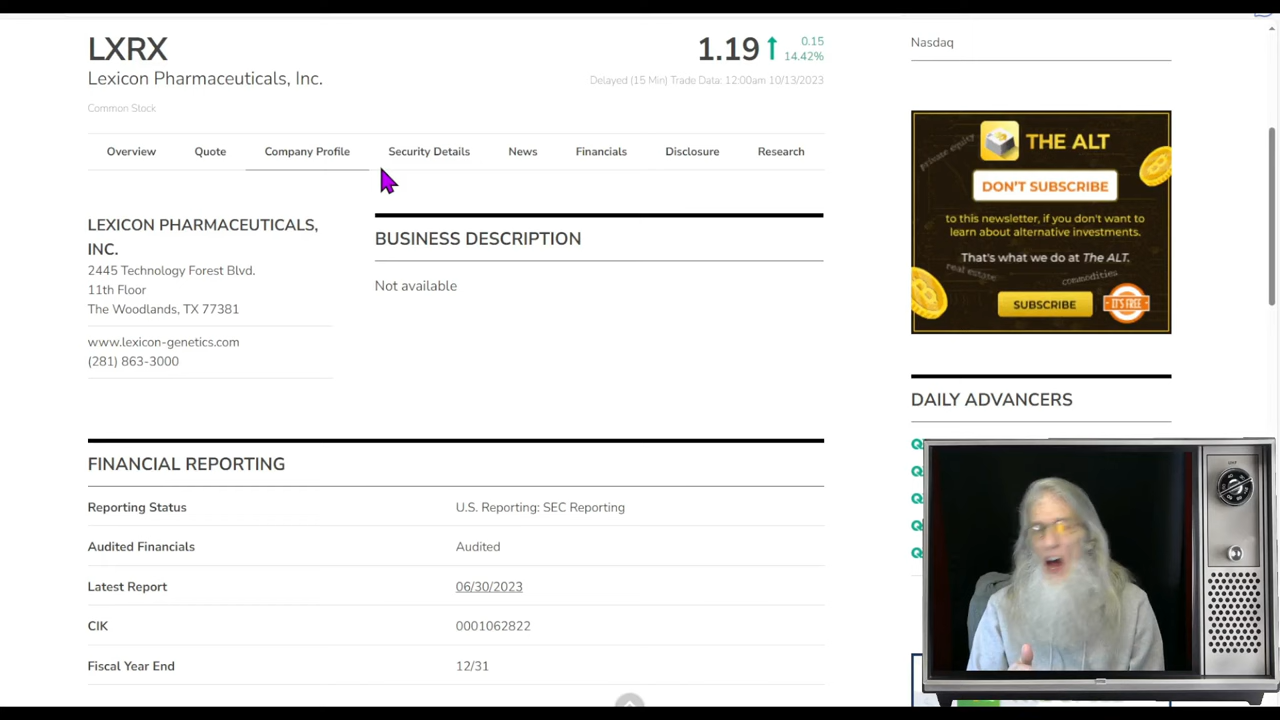 LXRX
1.19
0.15
14.42%
Lexicon Pharmaceuticals, Inc.
Delayed (15 Min) Trade Data: 12:00am 10/13/2023
Common Stock
Overview
Quote
Company Profile
Security Details
News
Financials
Disclosure
Research
LEXICON PHARMACEUTICALS,
INC.
2445 Technology Forest Blvd.
11th Floor
The Woodlands, TX 77381
www.lexicon-genetics.com
(281) 863-3000
BUSINESS DESCRIPTION
Not available
FINANCIAL REPORTING
Reporting Status
U.S. Reporting: SEC Reporting
Audited Financials
Audited
Latest Report
06/30/2023
CIK
0001062822
Fiscal Year End
12/31
Nasdaq
private equity
THE ALT
DON'T SUBSCRIBE
to this newsletter, if you don't want to
learn about alternative investments.
That's what we do at The ALT.
real estate
commodities
SUBSCRIBE
IT'S FREE
DAILY ADVANCERS